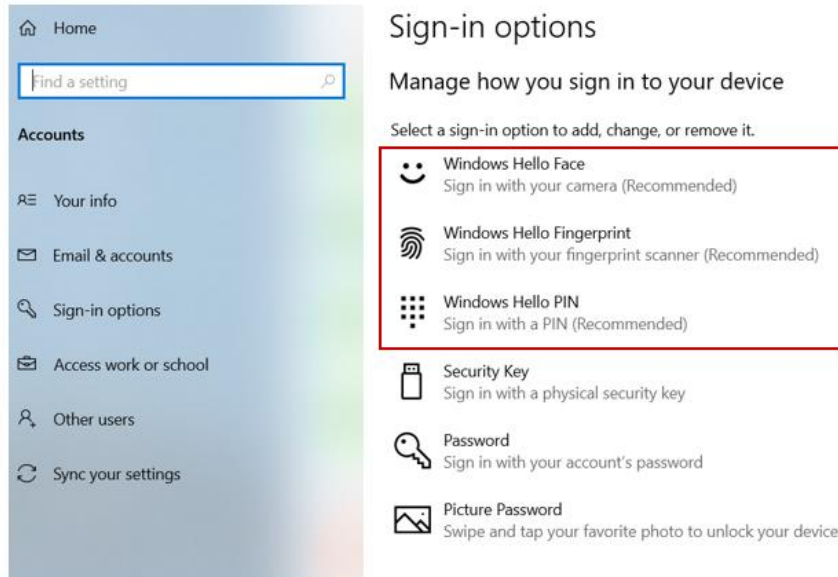 Home
Find a setting
Accounts
Your info
Email & accounts
Sign-in options
Access work or school
Other users
Sync your settings
Sign-in options
Manage how you sign in to your device
Select a sign-in option to add, change, or remove it.
Windows Hello Face
Sign in with your camera (Recommended)
Windows Hello Fingerprint
Sign in with your fingerprint scanner (Recommended)
Windows Hello PIN
Sign in with a PIN (Recommended)
Security Key
Sign in with a physical security key
Password
Sign in with your account's password
Picture Password
Swipe and tap your favorite photo to unlock your device